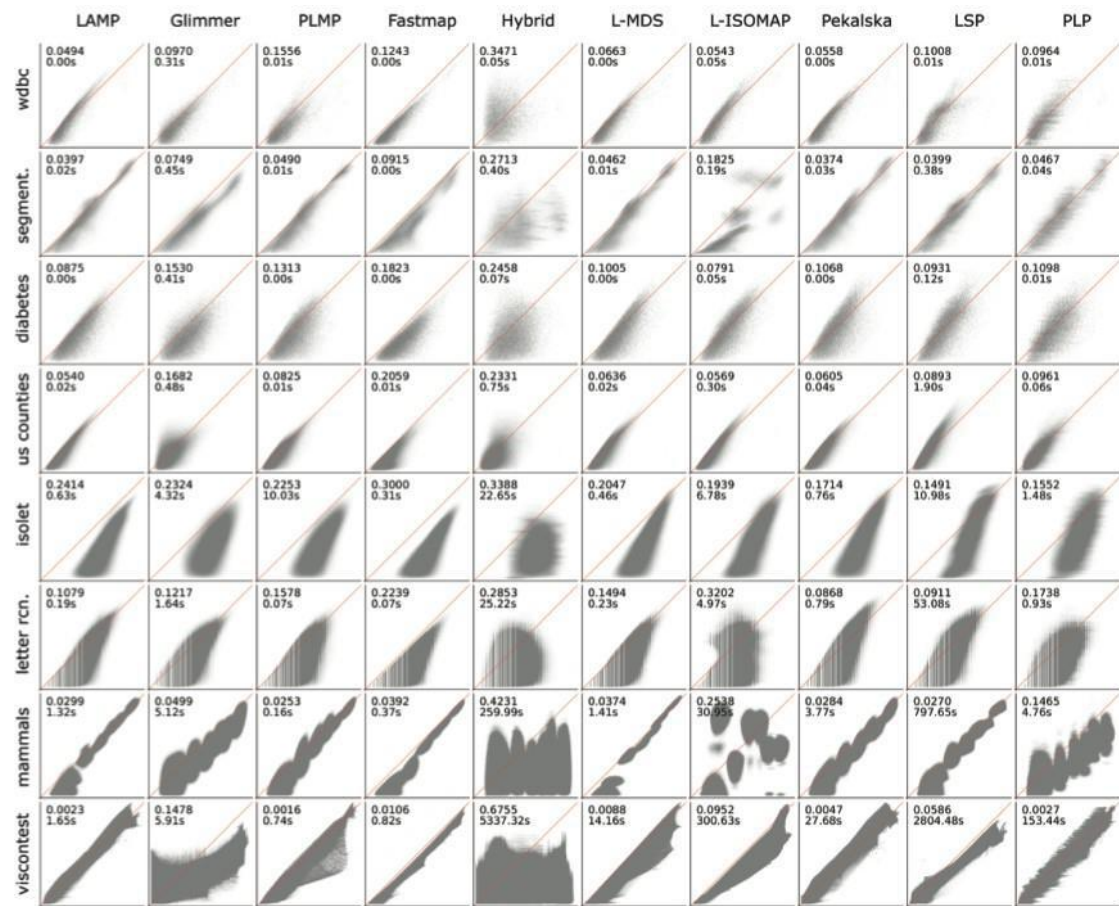 LAMP Glimmer PLMP Fastmap Hybrid L-MDS L-ISOMAP Pekalska LSP PLP
wdbc
0.0494 0.0970 0.1556 0.1243 0.3471 0.0663 0.0543 0.0558 0.1008 0.0964
0.00s 0.31s 0.01s 0.00s 0.05s 0.00s 0.05s 0.00s 0.01s 0.01s
segment.
0.0397 0.0749 0.0490 0.0915 0.2713 0.0462 0.1825 0.0374 0.0399 0.0467
0.02s 0.45s 0.01s 0.00s 0.40s 0.01s 0.19s 0.03s 0.38s 0.04s
diabetes
0.0875 0.1530 0.1313 0.1823 0.2458 0.1005 0.0791 0.1068 0.0931 0.1098
0.00s 0.41s 0.00s 0.00s 0.07s 0.00s 0.05s 0.00s 0.12s 0.01s
us counties
0.0540 0.1682 0.0825 0.2059 0.2331 0.0636 0.0569 0.0605 0.0893 0.0961
0.02s 0.48s 0.01s 0.01s 0.75s 0.02s 0.30s 0.04s 1.90s 0.06s
isolet
0.2414 0.2324 0.2253 0.3000 0.3388 0.2047 0.1939 0.1714 0.1491 0.1552
0.63s 4.32s 10.03s 0.31s 22.65s 0.46s 6.78s 0.76s 10.98s 1.48s
letter rcn.
0.1079 0.1217 0.1578 0.2239 0.2853 0.1494 0.3202 0.0868 0.0911 0.1738
0.19s 1.64s 0.07s 0.07s 25.22s 0.23s 4.97s 0.79s 53.08s 0.93s
mammals
0.0299 0.0499 0.0253 0.0392 0.4231 0.0374 0.2538 0.0284 0.0270 0.1465
1.32s 5.12s 0.16s 0.37s 259.99s 1.41s 30.95s 3.77s 797.65s 4.76s
viscontest
0.0023 0.1478 0.0016 0.0106 0.6755 0.0088 0.0952 0.0047 0.0586 0.0027
1.65s 5.91s 0.74s 0.82s 5337.32s 14.16s 300.63s 27.68s 2804.48s 153.44s